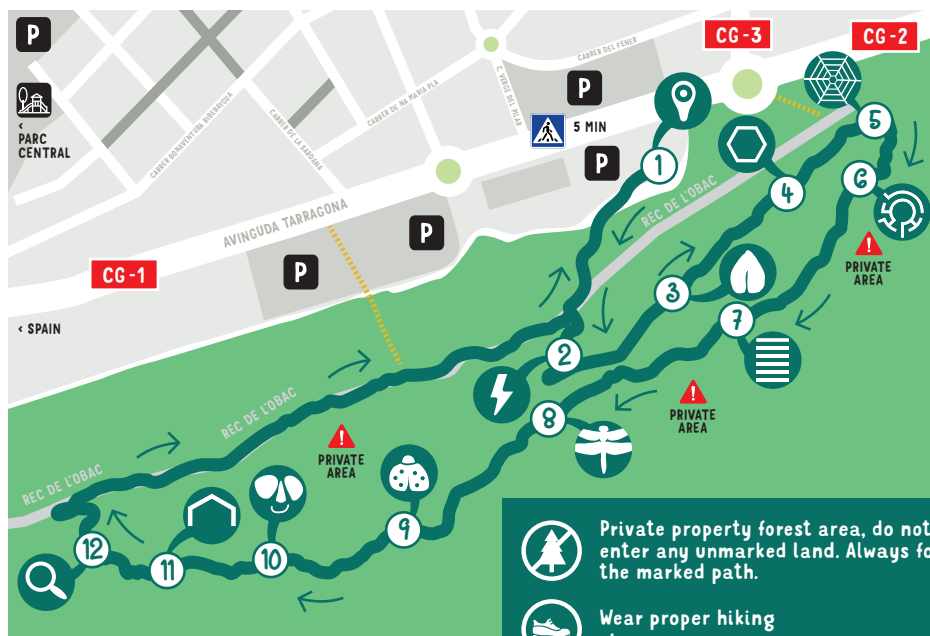 P
CG-3
CG-2
CARRER DEL FENER
C. VERGE DEL PILAR
CARRER DE NA MARIA PLA
CARRER BONAVENTURA RIBERAYGUA
CARRER DE LA SARDANA
P
5 MIN
P
‹
PARC
CENTRAL
1
5
6
4
REC DE L'OBAC
AVINGUDA TARRAGONA
P
P
CG-1
! PRIVATE
AREA
3
7
‹ SPAIN
2
8
! PRIVATE
AREA
REC DE L'OBAC
! PRIVATE
AREA
REC DE L'OBAC
9
10
11
12
Private property forest area, do not
enter any unmarked land. Always fo
the marked path.
Wear proper hiking